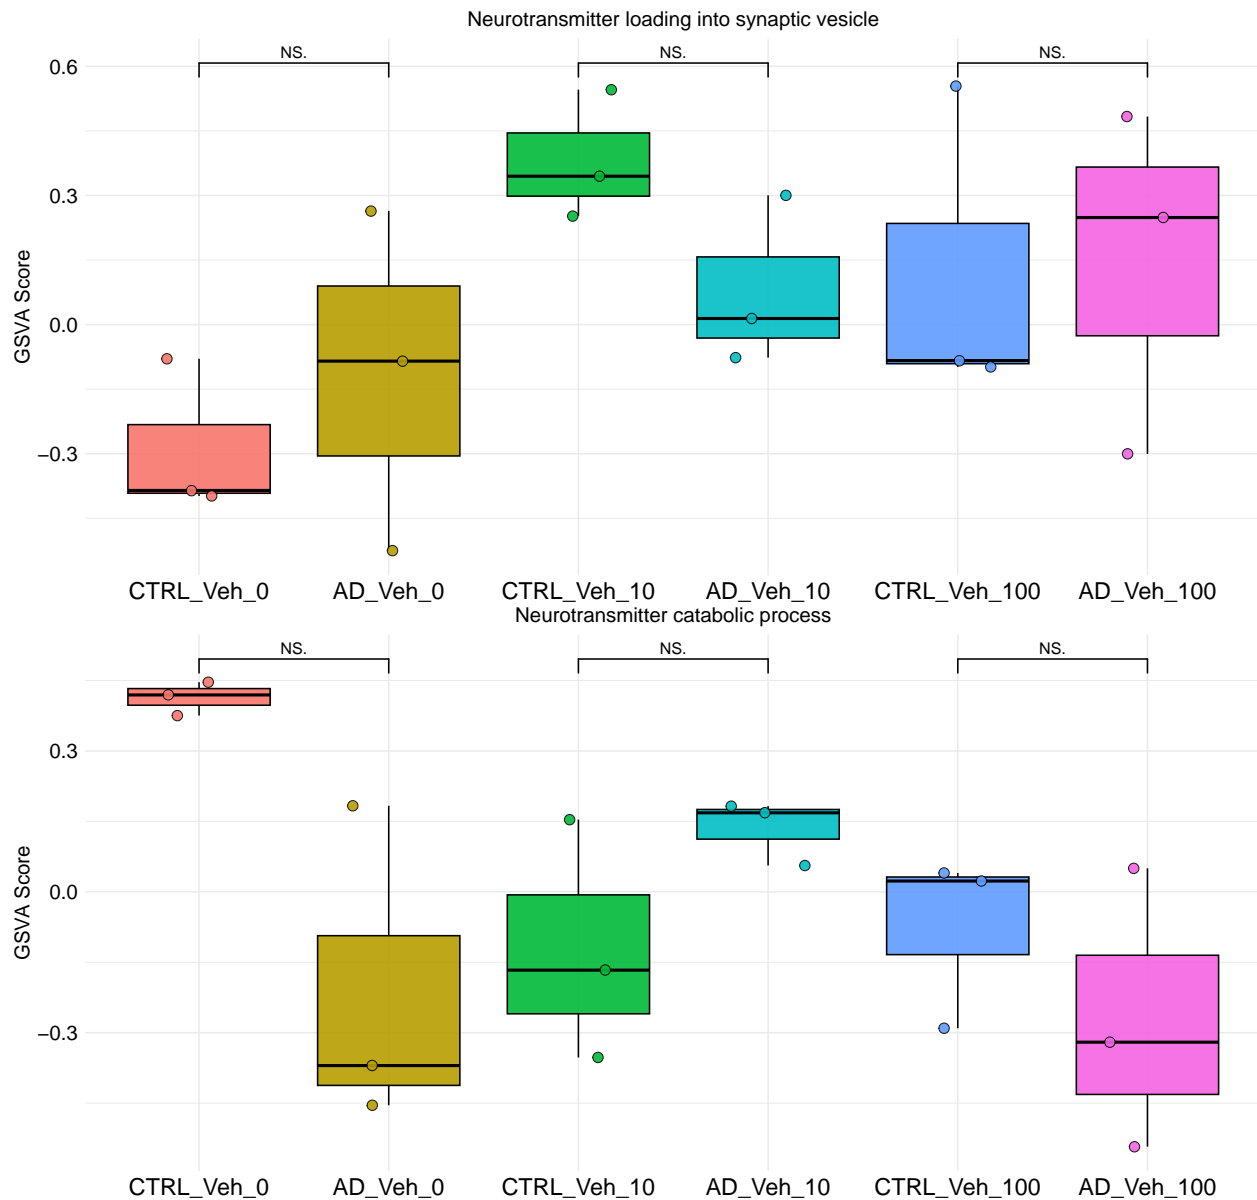 Neurotransmitter loading into synaptic vesicle
NS. NS. NS.
0.6
0.3
0.0
−0.3
GSVA Score
CTRL_Veh_0 AD_Veh_0 CTRL_Veh_10 AD_Veh_10 CTRL_Veh_100 AD_Veh_100
Neurotransmitter catabolic process
NS. NS. NS.
0.3
0.0
−0.3
GSVA Score
CTRL_Veh_0 AD_Veh_0 CTRL_Veh_10 AD_Veh_10 CTRL_Veh_100 AD_Veh_100